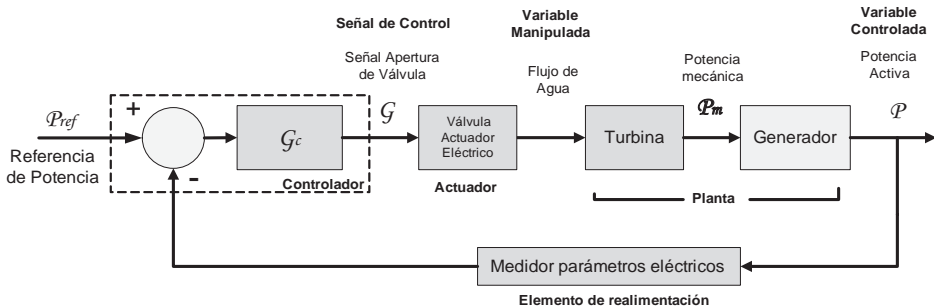 Señal de Control
Señal Apertura
de Válvula
Variable
Manipulada
Flujo de
Agua
Potencia
mecánica
Variable
Controlada
Potencia
Activa
Pref
Referencia
de Potencia
+
-
Gc
Controlador
G
Válvula
Actuador
Eléctrico
Actuador
Turbina
Pm
Generador
P
Planta
Medidor parámetros eléctricos
Elemento de realimentación